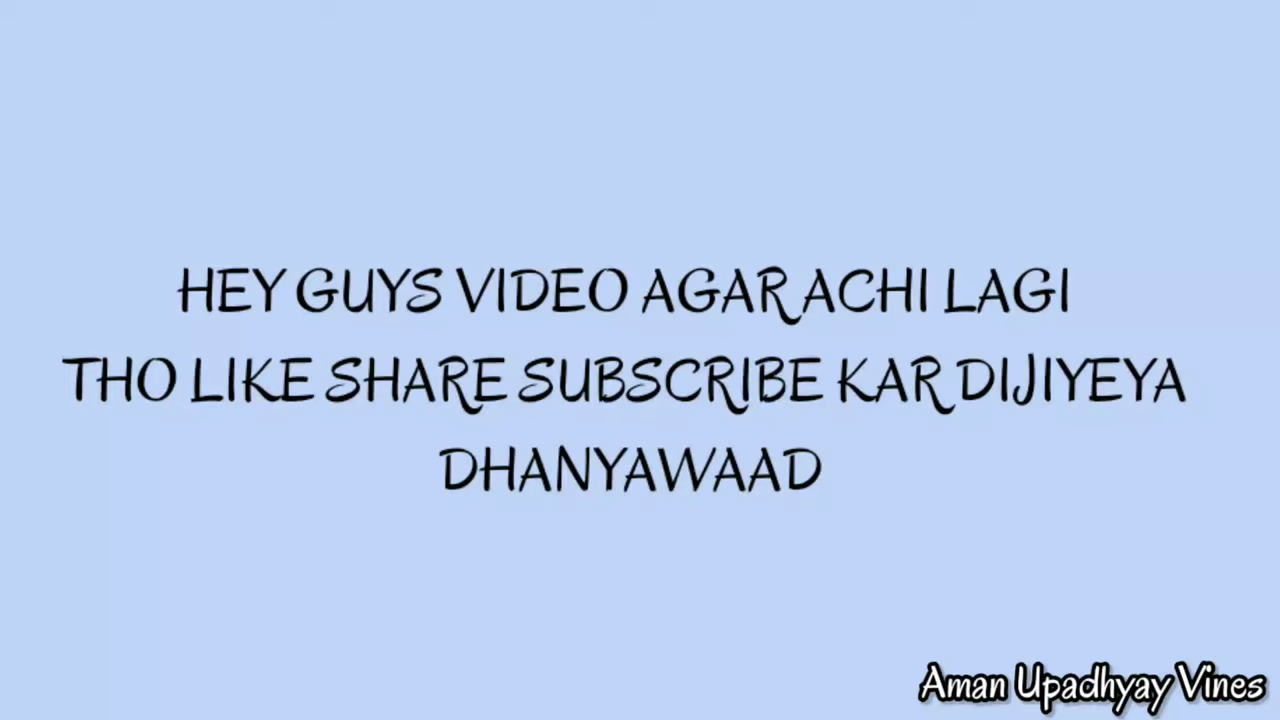 HEY GUYS VIDEO AGAR ACHI LAGI
THO LIKE SHARE SUBSCRIBE KAR DIJIYEYA
DHANYAWAAD
Aman Upadhyay Vines